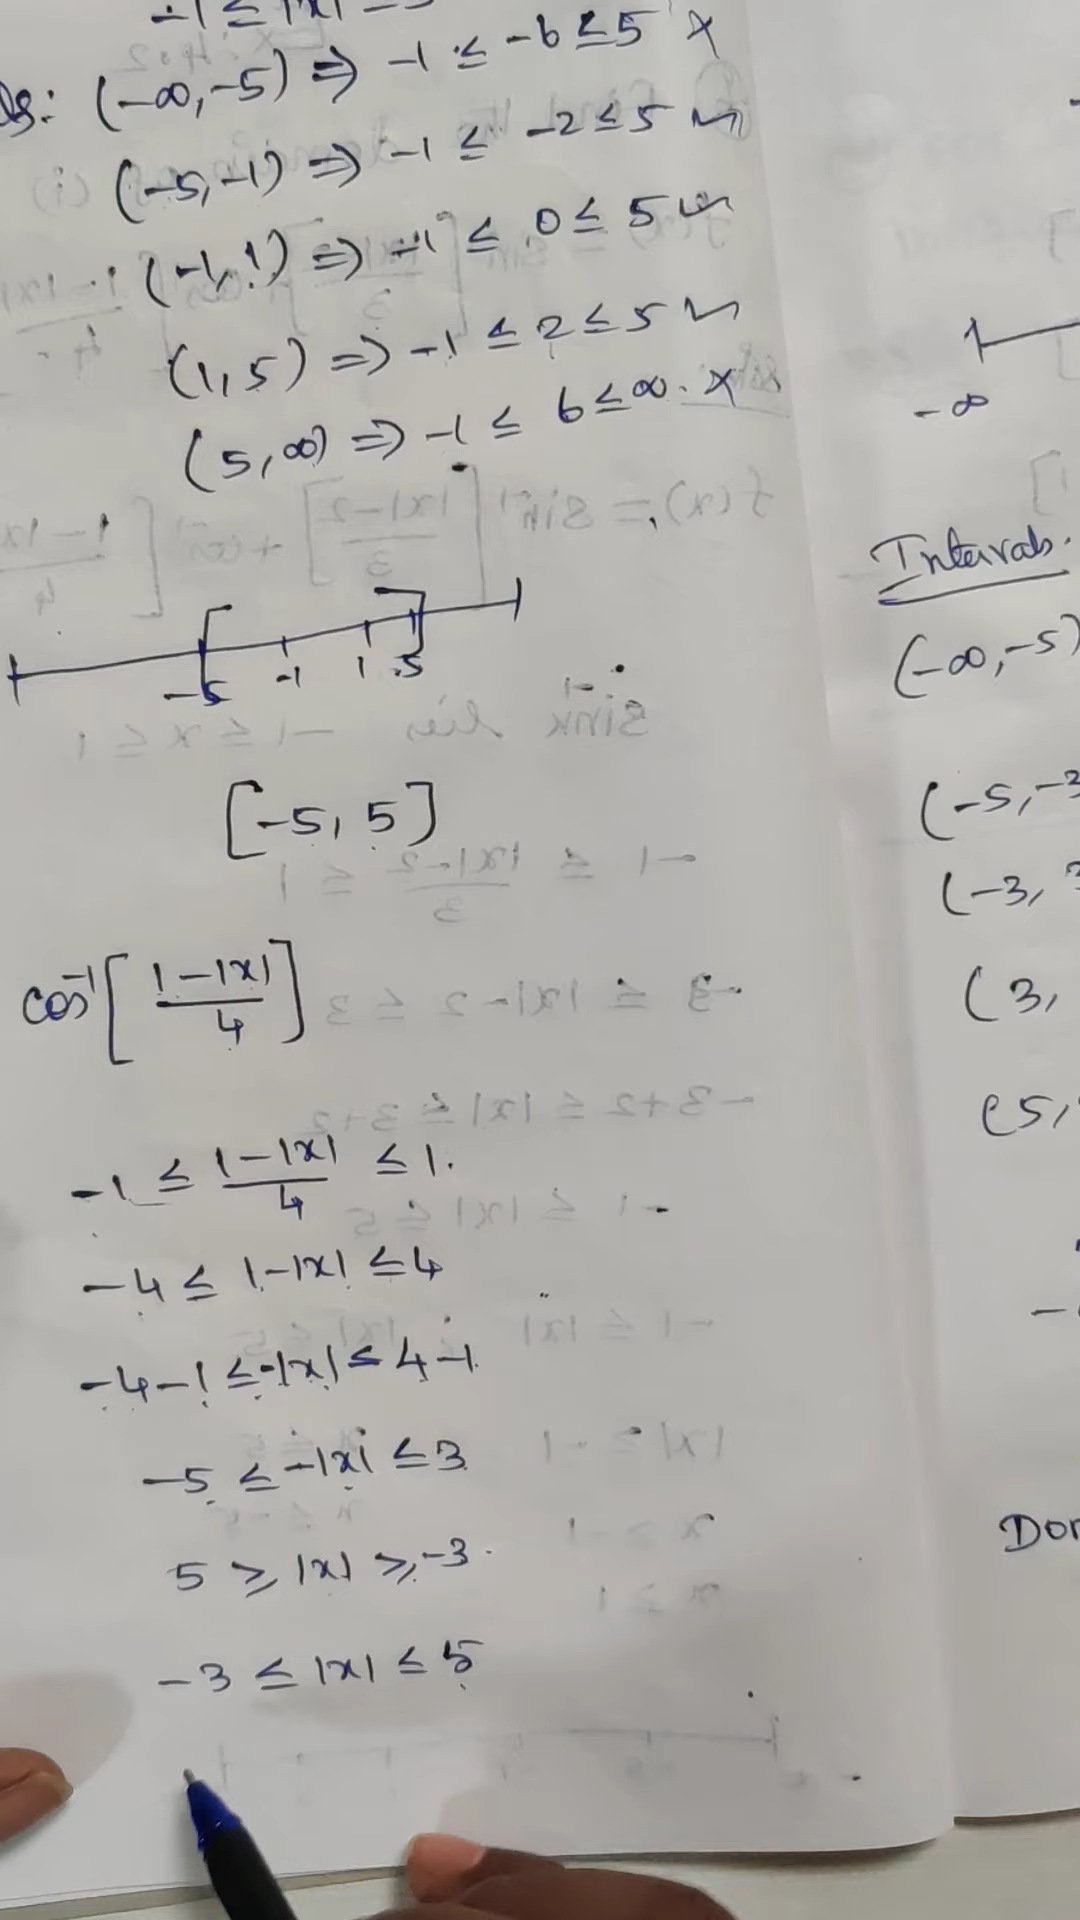 -1 ≤ |x|
(-∞,-5) ⇒ -1 ≤ -6 ≤ 5 ×
(-5,-1) ⇒ -1 ≤ -2 ≤ 5 ✓
(-1,1) ⇒ -1 ≤ 0 ≤ 5 ✓
(1,5) ⇒ -1 ≤ 2 ≤ 5 ✓
(5,∞) ⇒ -1 ≤ 6 ≤ ∞. ×
-5 -1 1 5
[-5, 5]
cos⁻¹[(1-|x|)/4]
-1 ≤ (1-|x|)/4 ≤ 1.
-4 ≤ 1-|x| ≤ 4
-4-1 ≤ -|x| ≤ 4-1
-5 ≤ -|x| ≤ 3
5 ≥ |x| ≥ -3.
-3 ≤ |x| ≤ 5
-∞
Intervals.
(-∞,-5)
(-5,-3
(-3,
(3,
(5,